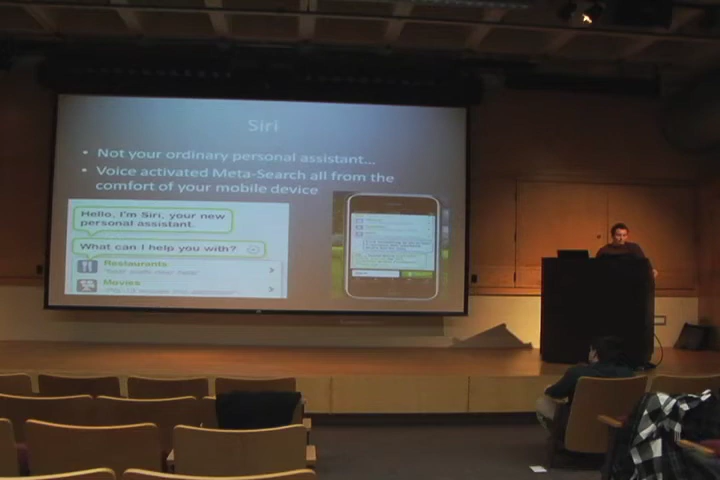 Siri
• Not your ordinary personal assistant...
• Voice activated Meta-Search all from the
comfort of your mobile device
Hello, I'm Siri, your new
personal assistant.
What can I help you with?
Restaurants
Movies